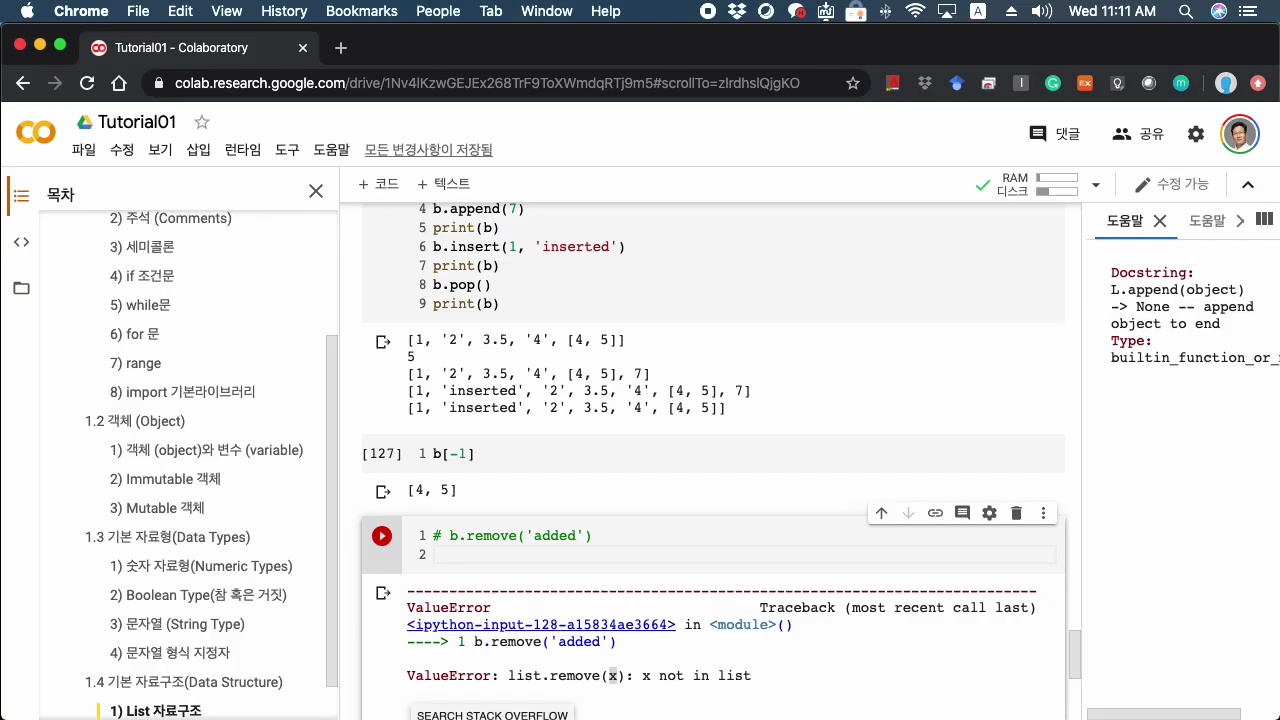 Chrome File Edit View History Bookmarks People Tab Window Help A Wed 11:11 AM
Tutorial01 - Colaboratory
colab.research.google.com/drive/1Nv4lKzwGEJEx268TrF9ToXWmdqRTj9m5#scrollTo=zlrdhslQjgKO
Tutorial01
댓글 공유
파일 수정 보기 삽입 런타임 도구 도움말 모든 변경사항이 저장됨
+ 코드 + 텍스트
RAM
디스크
수정 가능
목차
2) 주석 (Comments)
3) 세미콜론
4) if 조건문
5) while문
6) for 문
7) range
8) import 기본라이브러리
1.2 객체 (Object)
1) 객체 (object)와 변수 (variable)
2) Immutable 객체
3) Mutable 객체
1.3 기본 자료형(Data Types)
1) 숫자 자료형(Numeric Types)
2) Boolean Type(참 혹은 거짓)
3) 문자열 (String Type)
4) 문자열 형식 지정자
1.4 기본 자료구조(Data Structure)
1) List 자료구조
4 b.append(7)
5 print(b)
6 b.insert(1, 'inserted')
7 print(b)
8 b.pop()
9 print(b)
[1, '2', 3.5, '4', [4, 5]]
5
[1, '2', 3.5, '4', [4, 5], 7]
[1, 'inserted', '2', 3.5, '4', [4, 5], 7]
[1, 'inserted', '2', 3.5, '4', [4, 5]]
[127] 1 b[-1]
[4, 5]
1 # b.remove('added')
2
---------------------------------------------------------------------------
ValueError Traceback (most recent call last)
<ipython-input-128-a15834ae3664> in <module>()
----> 1 b.remove('added')
ValueError: list.remove(x): x not in list
SEARCH STACK OVERFLOW
도움말 도움말
Docstring:
L.append(object)
-> None -- append
object to end
Type:
builtin_function_or_